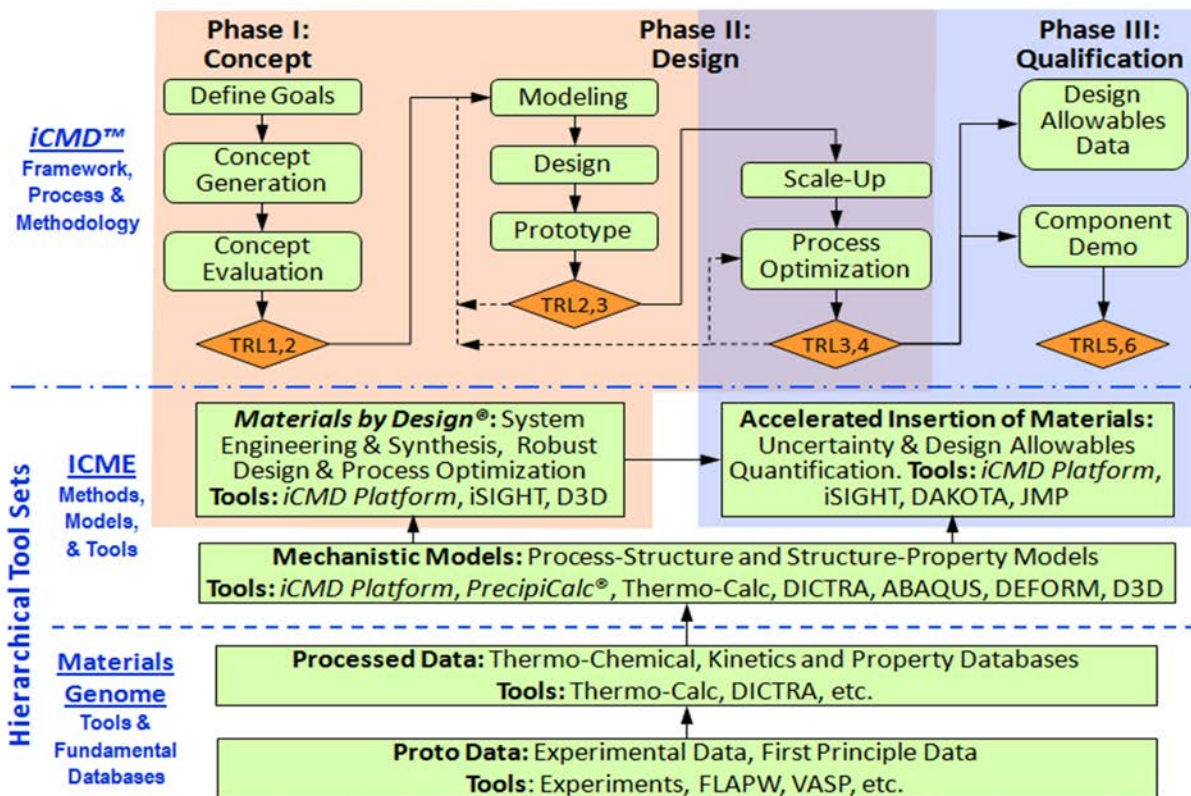 Phase I:
Concept
Phase II:
Design
Phase III:
Qualification
iCMD™
Framework,
Process &
Methodology
Define Goals
Concept
Generation
Concept
Evaluation
TRL1,2
Modeling
Design
Prototype
TRL2,3
Scale-Up
Process
Optimization
TRL3,4
Design
Allowables
Data
Component
Demo
TRL5,6
Hierarchical Tool Sets
ICME
Methods,
Models,
& Tools
Materials by Design®: System
Engineering & Synthesis, Robust
Design & Process Optimization
Tools: iCMD Platform, iSIGHT, D3D
Accelerated Insertion of Materials:
Uncertainty & Design Allowables
Quantification. Tools: iCMD Platform,
iSIGHT, DAKOTA, JMP
Mechanistic Models: Process-Structure and Structure-Property Models
Tools: iCMD Platform, PrecipiCalc®, Thermo-Calc, DICTRA, ABAQUS, DEFORM, D3D
Materials
Genome
Tools &
Fundamental
Databases
Processed Data: Thermo-Chemical, Kinetics and Property Databases
Tools: Thermo-Calc, DICTRA, etc.
Proto Data: Experimental Data, First Principle Data
Tools: Experiments, FLAPW, VASP, etc.